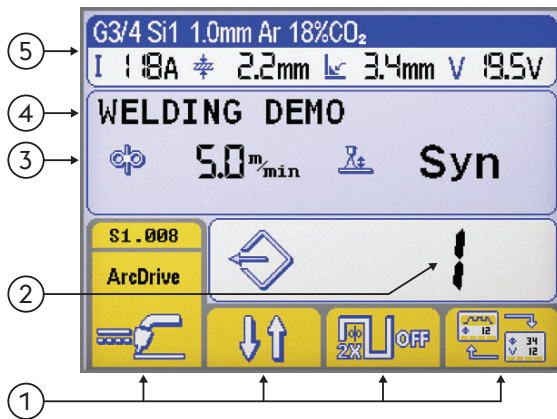 G3/4 Si1 1.0mm Ar 18%CO₂
5
I 118A 2.2mm 3.4mm V 19.5V
4
WELDING DEMO
3
5.0 m/min Syn
S1.008
ArcDrive
2
1
2X OFF
12 34 V 12
1